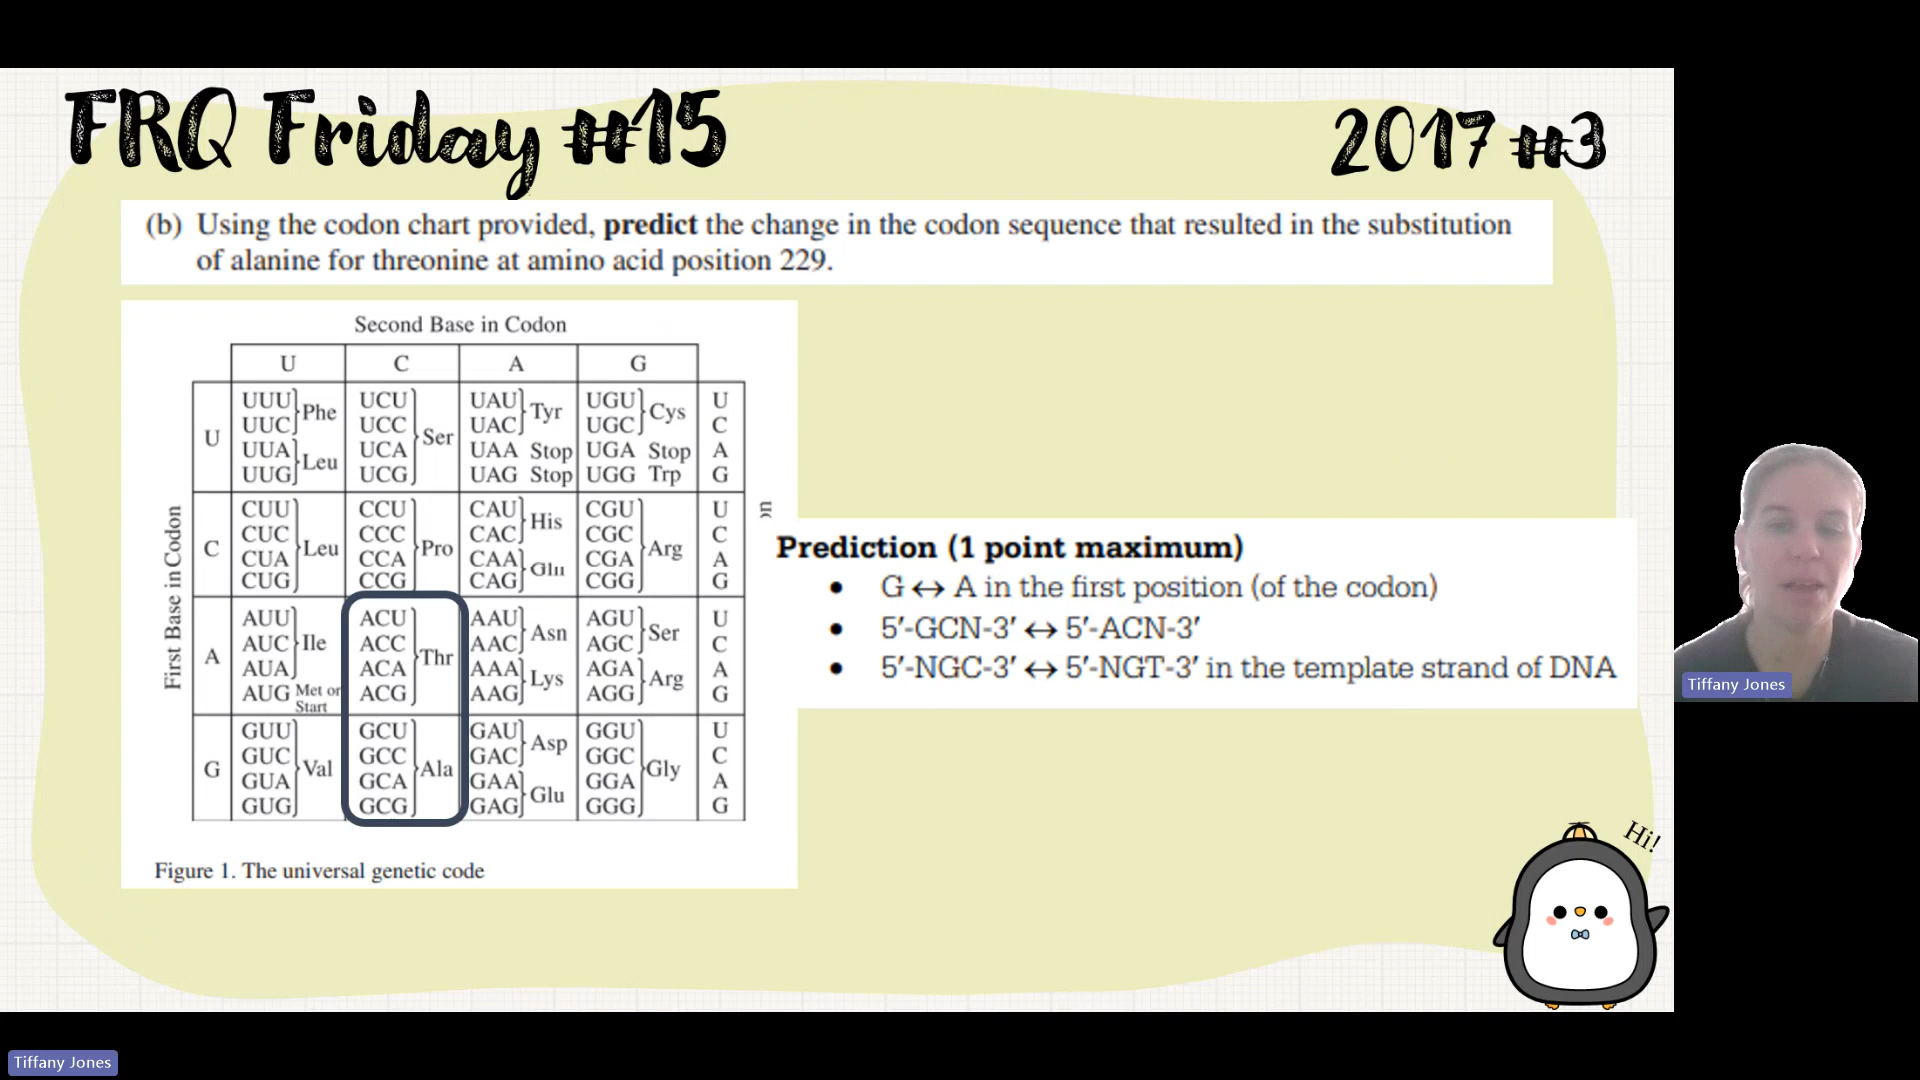 FRQ Friday #15
2017 #3
(b) Using the codon chart provided, predict the change in the codon sequence that resulted in the substitution
of alanine for threonine at amino acid position 229.
Second Base in Codon
U C A G
First Base in Codon
U
UUU UCU UAU UGU U
Phe Tyr Cys
UUC UCC UAC UGC C
Ser
UUA UCA UAA Stop UGA Stop A
Leu
UUG UCG UAG Stop UGG Trp G
C
CUU CCU CAU CGU U
His
CUC CCC CAC CGC C
Leu Pro Arg
CUA CCA CAA CGA A
Gln
CUG CCG CAG CGG G
A
AUU ACU AAU AGU U
Asn Ser
AUC Ile ACC AAC AGC C
Thr
AUA ACA AAA AGA A
Lys Arg
AUG Met or Start ACG AAG AGG G
G
GUU GCU GAU GGU U
Asp
GUC GCC GAC GGC C
Val Ala Gly
GUA GCA GAA GGA A
Glu
GUG GCG GAG GGG G
Figure 1. The universal genetic code
Prediction (1 point maximum)
• G ↔ A in the first position (of the codon)
• 5′-GCN-3′ ↔ 5′-ACN-3′
• 5′-NGC-3′ ↔ 5′-NGT-3′ in the template strand of DNA
Hi!
Tiffany Jones
Tiffany Jones